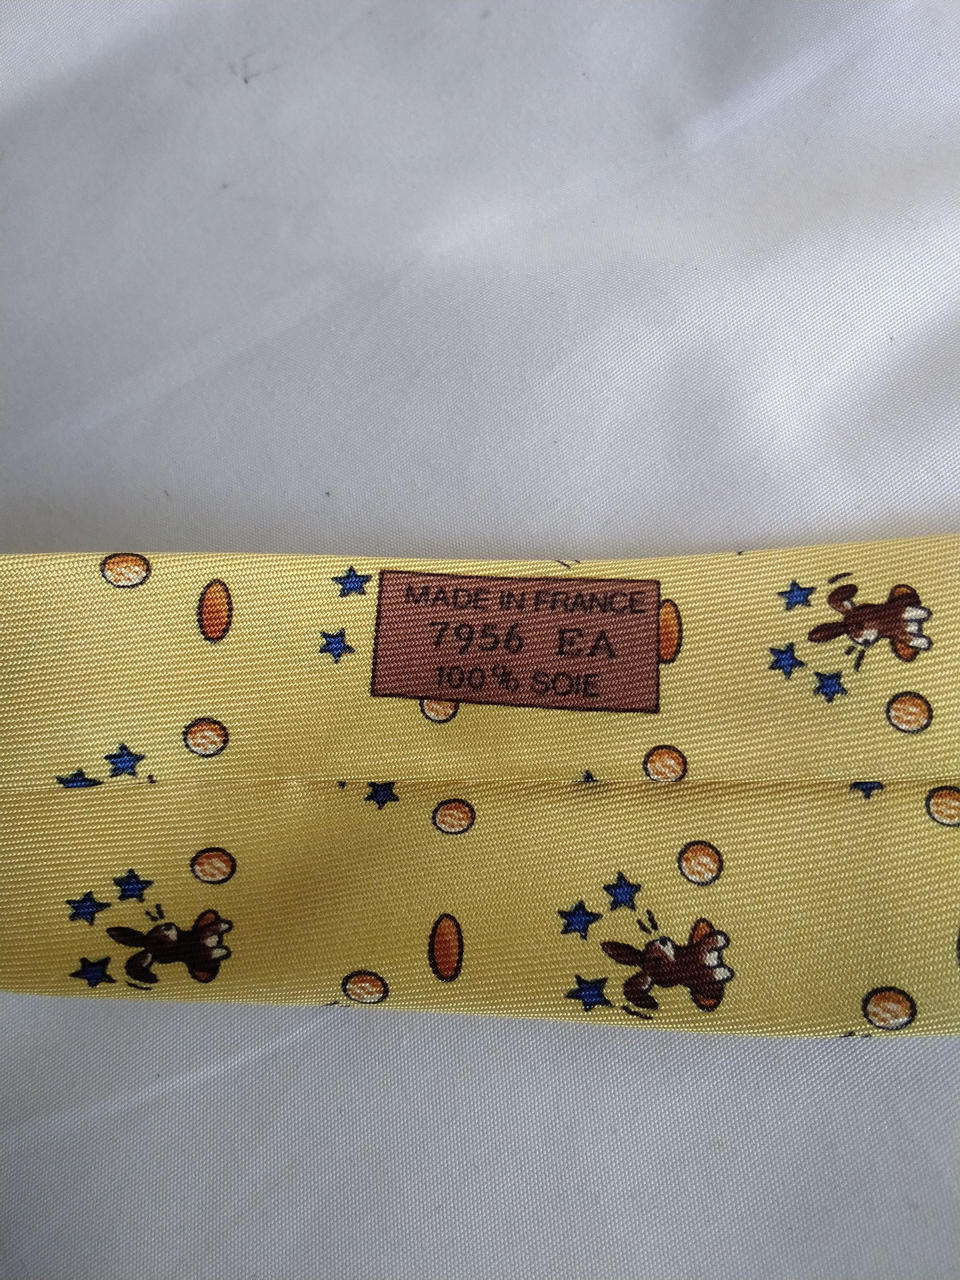 MADE IN FRANCE
7956 EA
100% SOIE